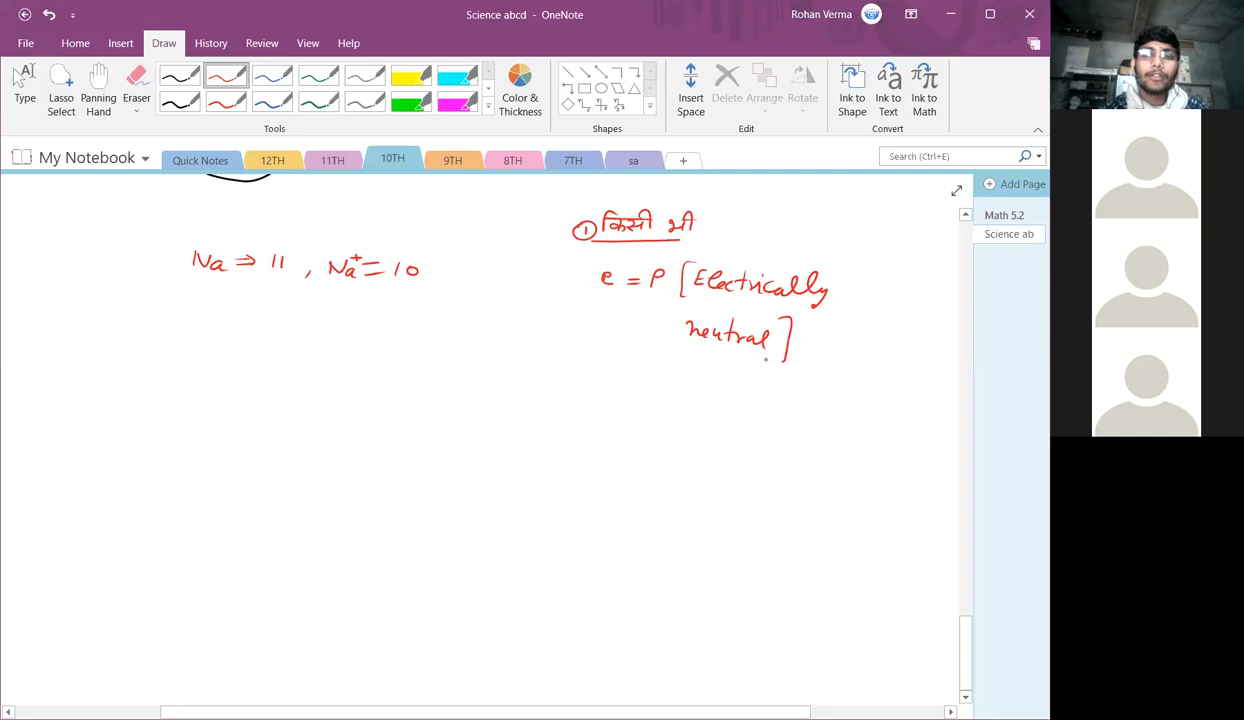 Science abcd - OneNote
Rohan Verma
File Home Insert Draw History Review View Help
Type
Lasso Select
Panning Hand
Eraser
Color & Thickness
Insert Space
Delete
Arrange
Rotate
Ink to Shape
Ink to Text
Ink to Math
Tools
Shapes
Edit
Convert
My Notebook
Quick Notes 12TH 11TH 10TH 9TH 8TH 7TH sa +
Search (Ctrl+E)
Add Page
Math 5.2
Science ab
① किसी भी
Na ⇒ 11 , Na⁺ = 10
e = P [Electrically
neutral]